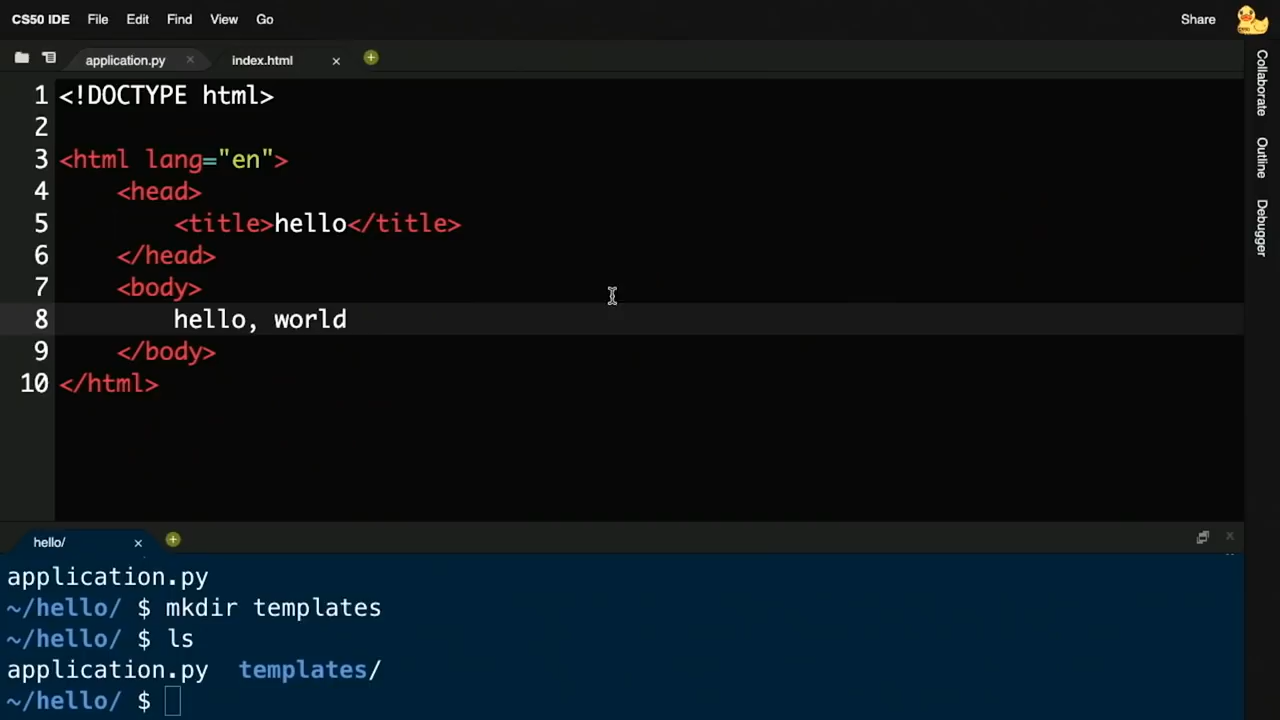 CS50 IDE File Edit Find View Go Share
application.py × index.html ×
Collaborate
Outline
Debugger
1 <!DOCTYPE html>
2
3 <html lang="en">
4 <head>
5 <title>hello</title>
6 </head>
7 <body>
8 hello, world
9 </body>
10 </html>
hello/ ×
application.py
~/hello/ $ mkdir templates
~/hello/ $ ls
application.py templates/
~/hello/ $